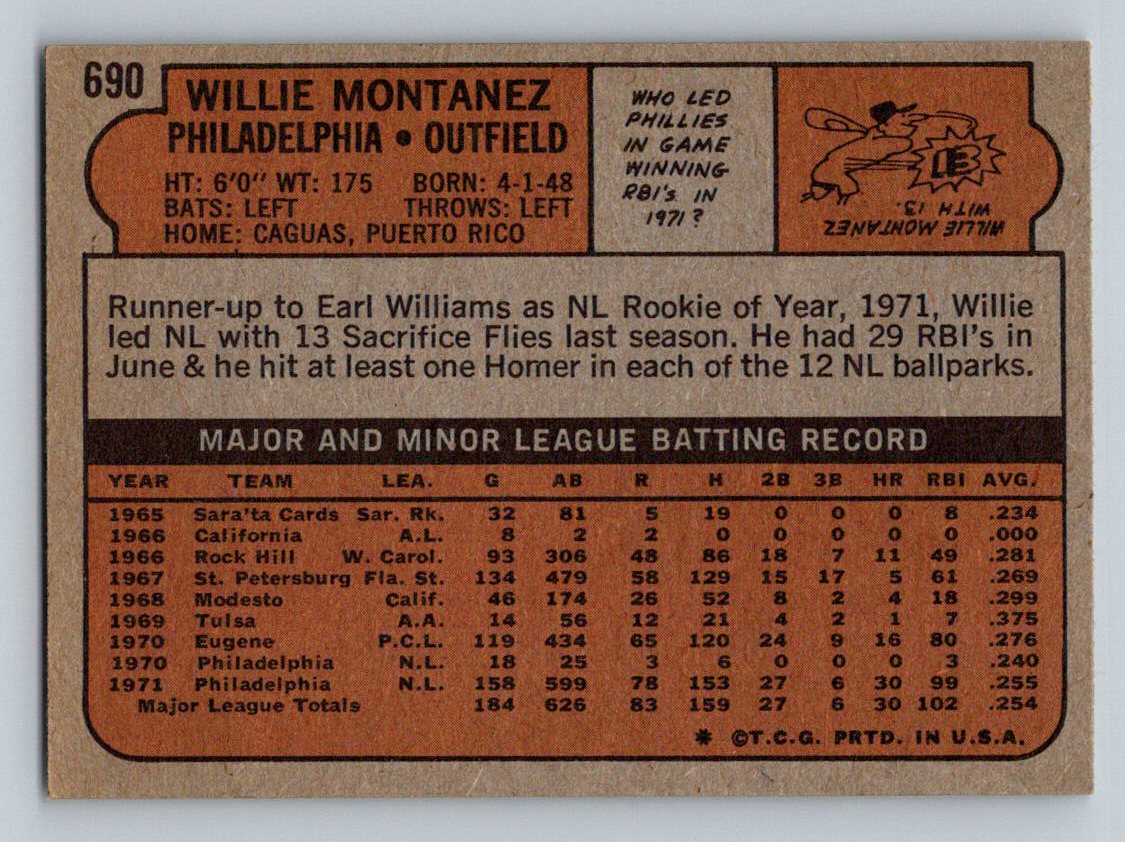 690
WILLIE MONTANEZ
PHILADELPHIA • OUTFIELD
HT: 6'0" WT: 175 BORN: 4-1-48
BATS: LEFT THROWS: LEFT
HOME: CAGUAS, PUERTO RICO
WHO LED
PHILLIES
IN GAME
WINNING
RBI's IN
1971?
13
WILLIE MONTANEZ
WITH 13.
Runner-up to Earl Williams as NL Rookie of Year, 1971, Willie
led NL with 13 Sacrifice Flies last season. He had 29 RBI's in
June & he hit at least one Homer in each of the 12 NL ballparks.
MAJOR AND MINOR LEAGUE BATTING RECORD
YEAR TEAM LEA. G AB R H 2B 3B HR RBI AVG.
1965 Sara'ta Cards Sar. Rk. 32 81 5 19 0 0 0 8 .234
1966 California A.L. 8 2 2 0 0 0 0 0 .000
1966 Rock Hill W. Carol. 93 306 48 86 18 7 11 49 .281
1967 St. Petersburg Fla. St. 134 479 58 129 15 17 5 61 .269
1968 Modesto Calif. 46 174 26 52 8 2 4 18 .299
1969 Tulsa A.A. 14 56 12 21 4 2 1 7 .375
1970 Eugene P.C.L. 119 434 65 120 24 9 16 80 .276
1970 Philadelphia N.L. 18 25 3 6 0 0 0 3 .240
1971 Philadelphia N.L. 158 599 78 153 27 6 30 99 .255
Major League Totals 184 626 83 159 27 6 30 102 .254
* ©T.C.G. PRTD. IN U.S.A.